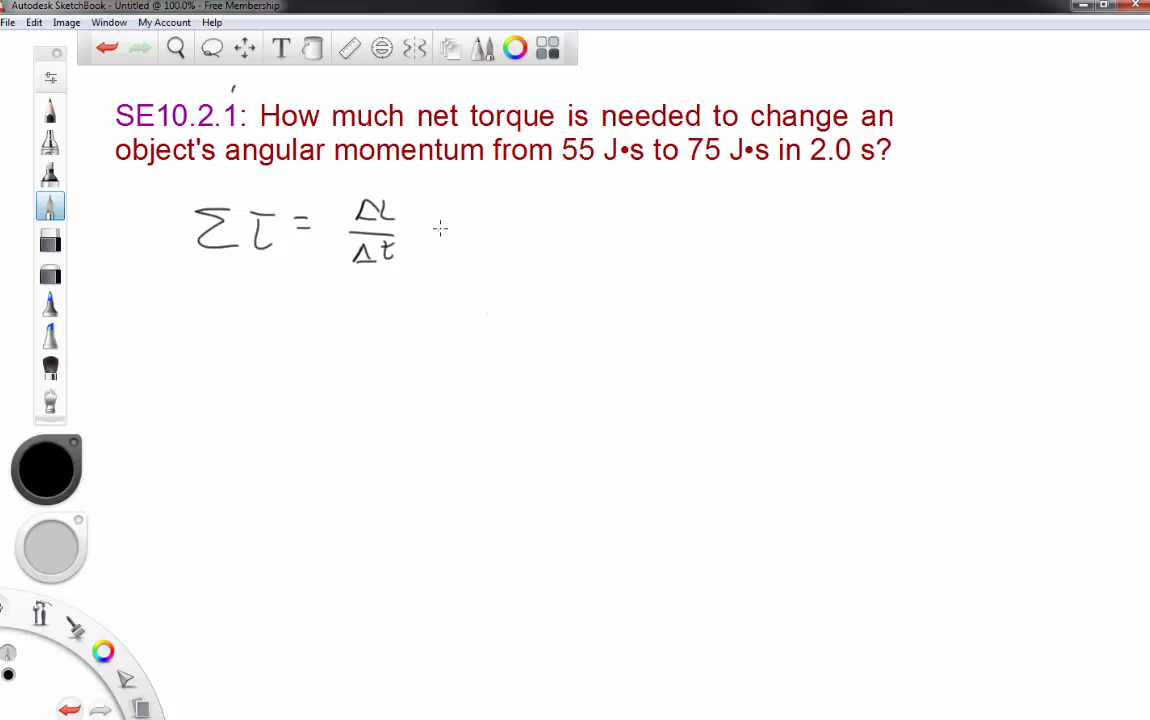 Autodesk SketchBook - Untitled @ 100.0% - Free Membership
File Edit Image Window My Account Help
T
SE10.2.1: How much net torque is needed to change an
object's angular momentum from 55 J•s to 75 J•s in 2.0 s?
Στ = ΔL
Δt